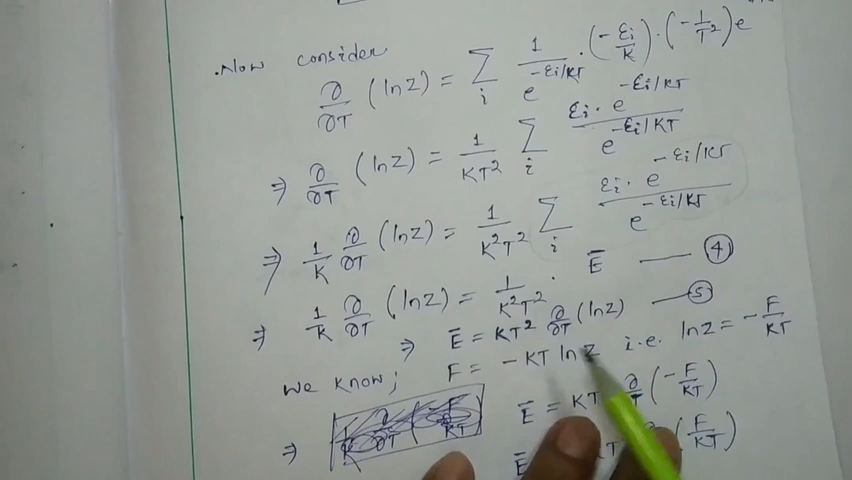 .Now consider
∂/∂T (lnZ) = Σ_i 1/e^(-εi/KT) · (-εi/K) · (-1/T²) e^(-εi/KT)
⇒ ∂/∂T (lnZ) = 1/KT² Σ_i εi · e^(-εi/KT) / e^(-εi/KT)
⇒ 1/K ∂/∂T (lnZ) = 1/K²T² Σ_i εi · e^(-εi/KT) / e^(-εi/KT)
⇒ 1/K ∂/∂T (lnZ) = 1/K²T² · Ē — ④
⇒ Ē = KT² ∂/∂T (lnZ) — ⑤
We know; F = -KT lnZ i.e. lnZ = -F/KT
⇒ Ē = KT ∂/∂T (-F/KT)
Ē (F/KT)